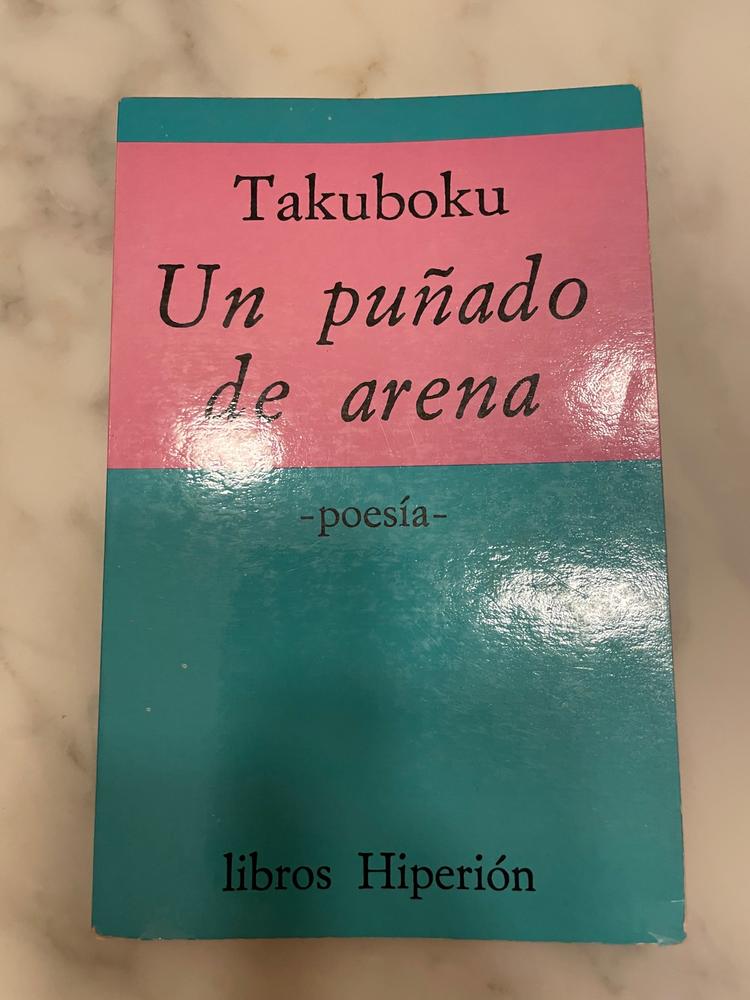 Takuboku
Un puñado
de arena
-poesía-
libros Hiperión